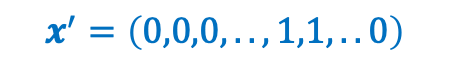 x′ = (0,0,0, . . , 1,1, . . 0)